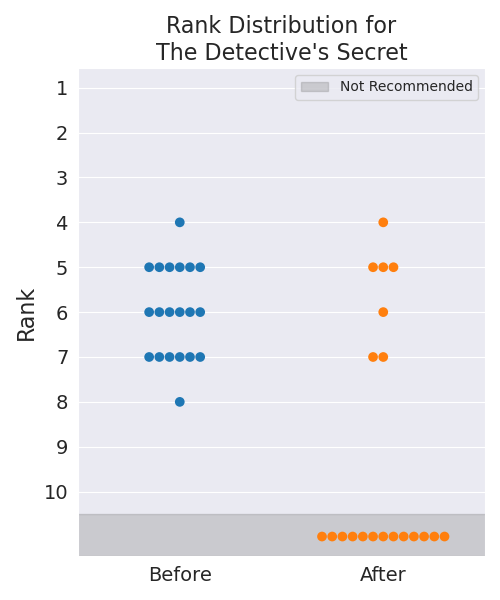 Rank Distribution for
The Detective's Secret
Not Recommended
1
2
3
4
5
6
7
8
9
10
Rank
Before After